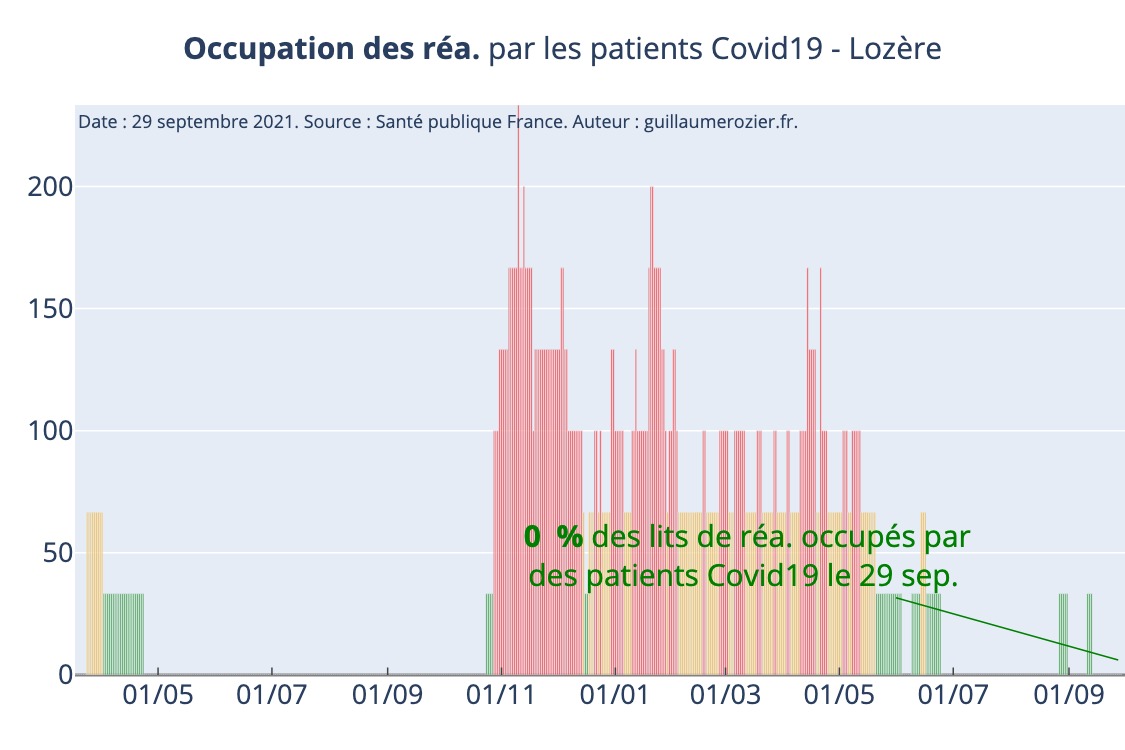 Occupation des réa. par les patients Covid19 - Lozère
Date : 29 septembre 2021. Source : Santé publique France. Auteur : guillaumerozier.fr.
200
150
100
50
0
0 % des lits de réa. occupés par
des patients Covid19 le 29 sep.
01/05 01/07 01/09 01/11 01/01 01/03 01/05 01/07 01/09